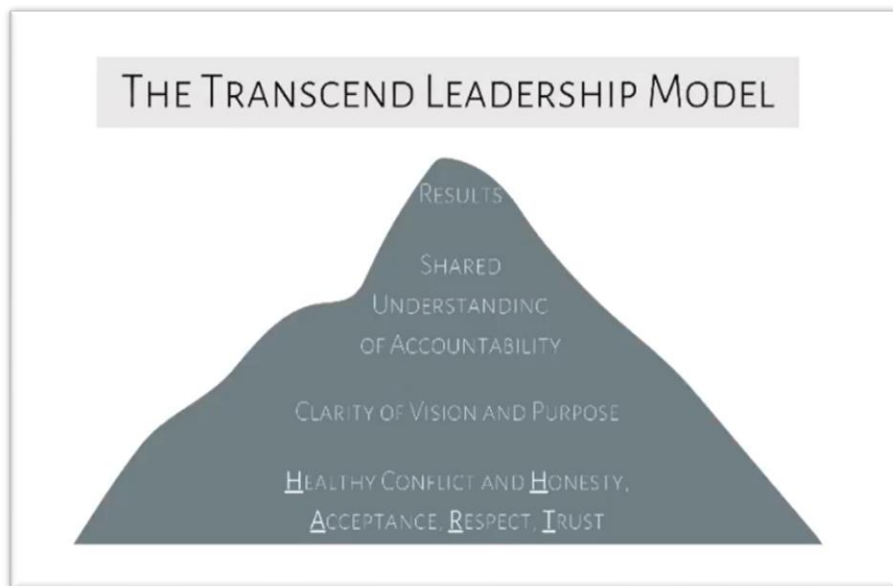 THE TRANSCEND LEADERSHIP MODEL
RESULTS
SHARED
UNDERSTANDING
OF ACCOUNTABILITY
CLARITY OF VISION AND PURPOSE
HEALTHY CONFLICT AND HONESTY,
ACCEPTANCE, RESPECT, TRUST